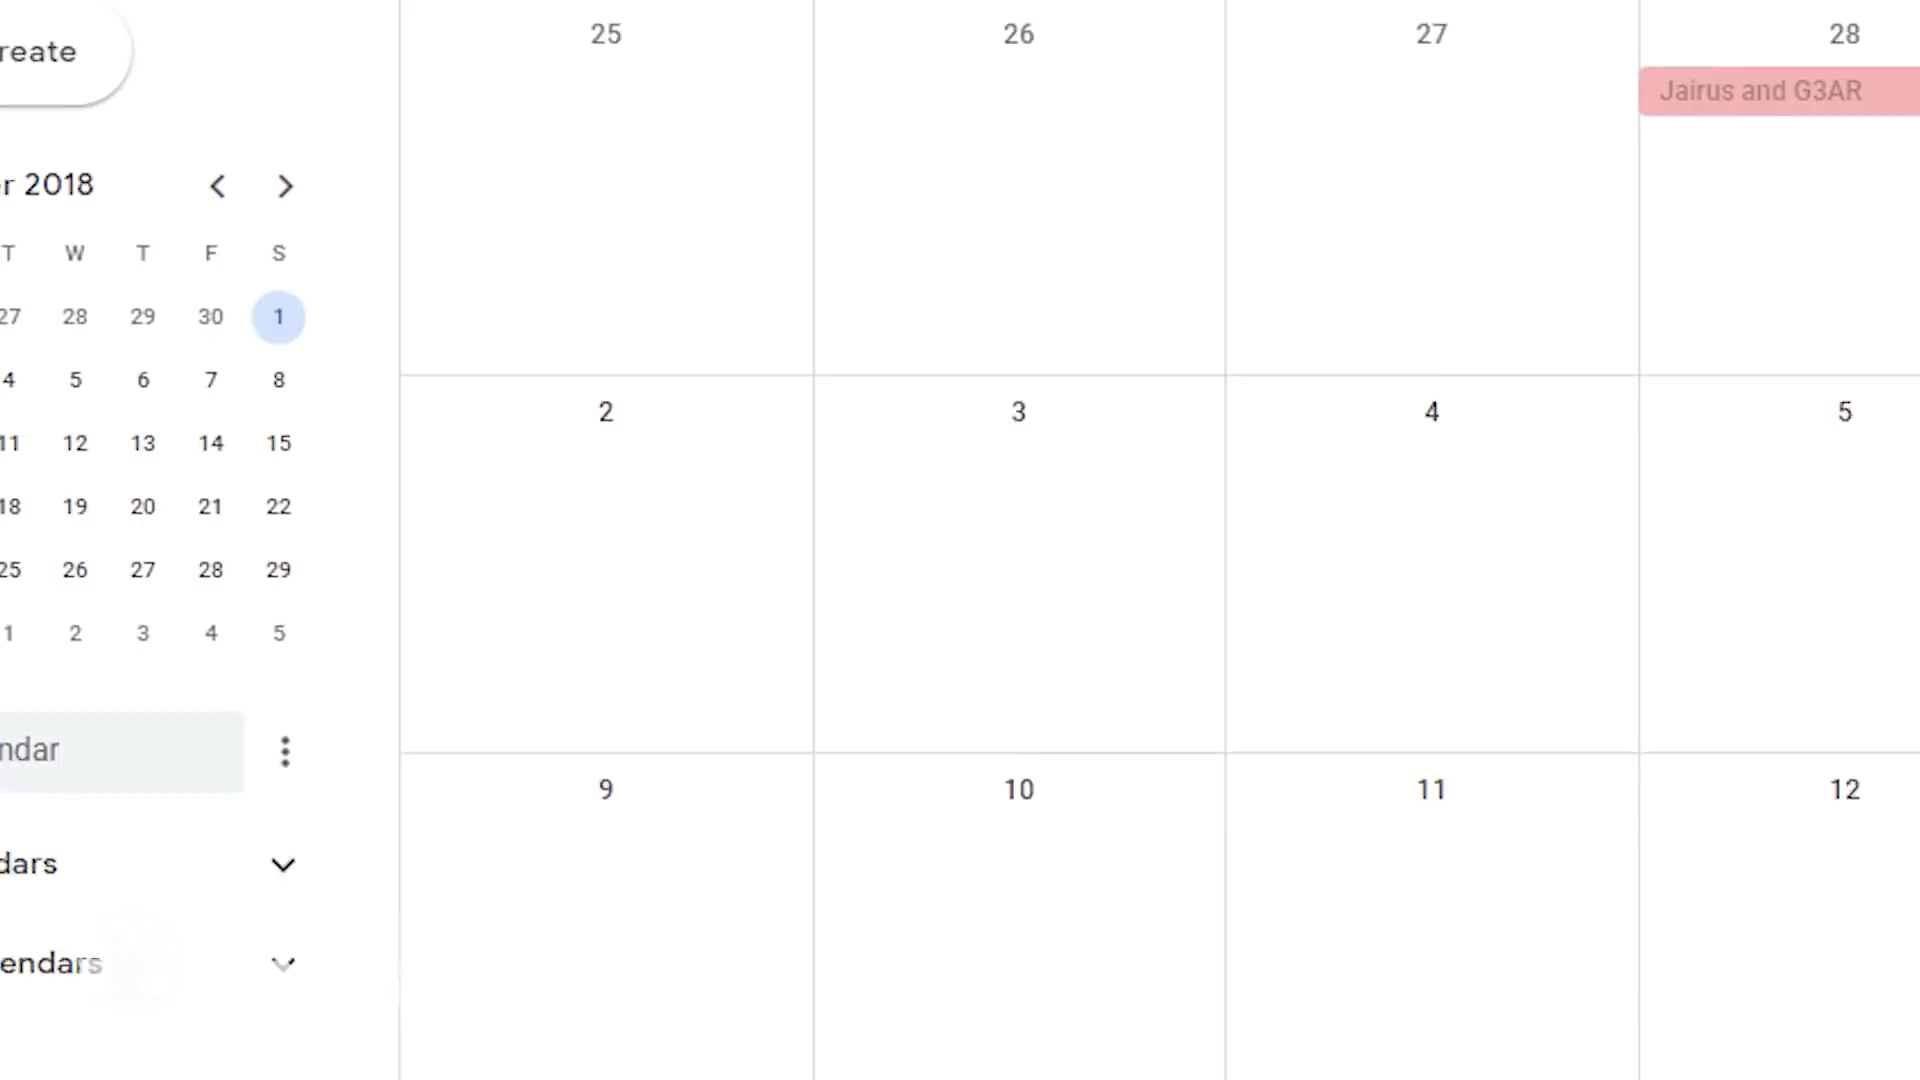 reate
r 2018
T W T F S
27 28 29 30 1
4 5 6 7 8
11 12 13 14 15
18 19 20 21 22
25 26 27 28 29
1 2 3 4 5
ndar
dars
endars
25 26 27 28
Jairus and G3AR
2 3 4 5
9 10 11 12